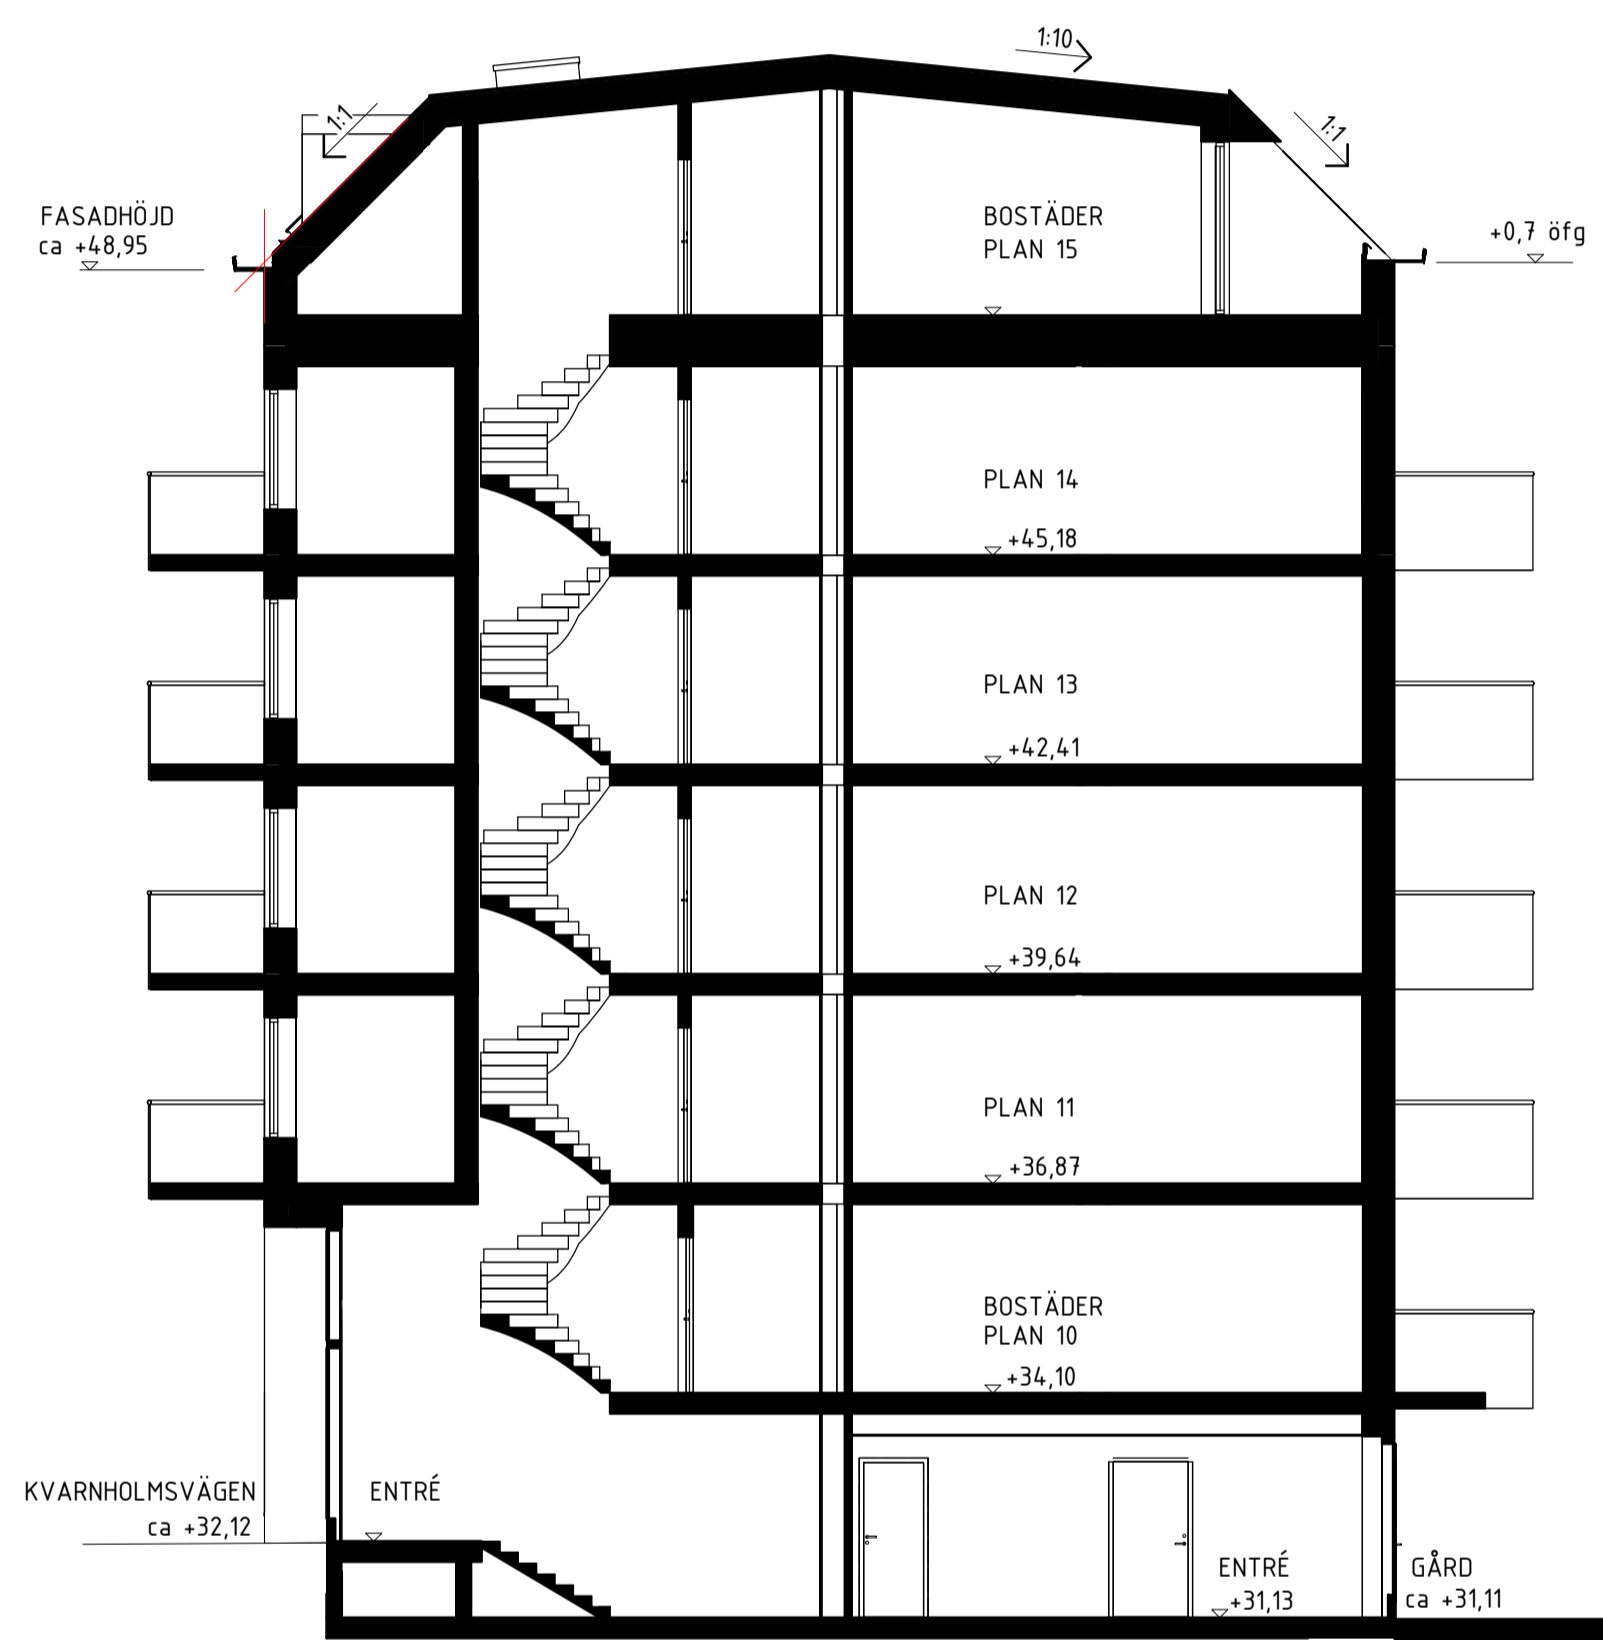 1:10
1:1
1:1
FASADHÖJD
ca +48,95
BOSTÄDER
PLAN 15
+0,7 öfg
PLAN 14
+45,18
PLAN 13
+42,41
PLAN 12
+39,64
PLAN 11
+36,87
BOSTÄDER
PLAN 10
+34,10
KVARNHOLMSVÄGEN
ca +32,12
ENTRÉ
ENTRÉ
+31,13
GÅRD
ca +31,11